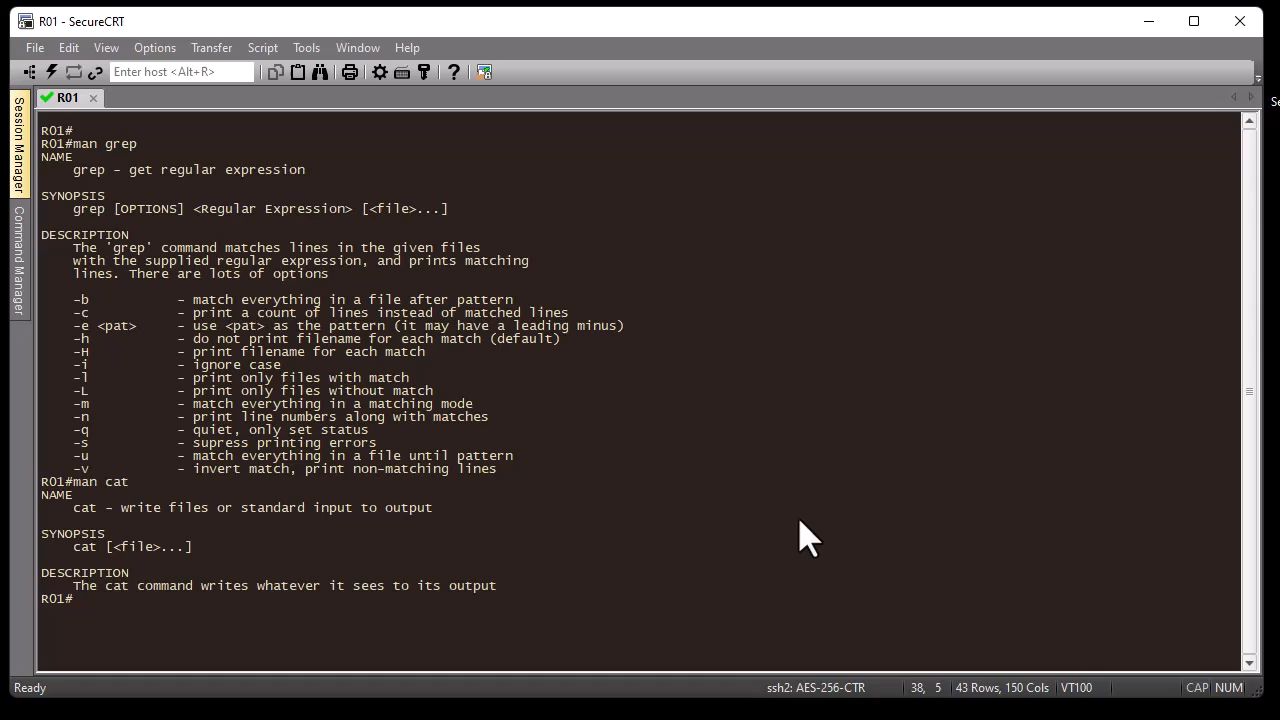 R01 - SecureCRT
File Edit View Options Transfer Script Tools Window Help
Enter host <Alt+R>
R01
Session Manager
Command Manager
R01#
R01#man grep
NAME
    grep - get regular expression
SYNOPSIS
    grep [OPTIONS] <Regular Expression> [<file>...]
DESCRIPTION
    The 'grep' command matches lines in the given files
    with the supplied regular expression, and prints matching
    lines. There are lots of options
    -b           - match everything in a file after pattern
    -c           - print a count of lines instead of matched lines
    -e <pat>     - use <pat> as the pattern (it may have a leading minus)
    -h           - do not print filename for each match (default)
    -H           - print filename for each match
    -i           - ignore case
    -l           - print only files with match
    -L           - print only files without match
    -m           - match everything in a matching mode
    -n           - print line numbers along with matches
    -q           - quiet, only set status
    -s           - supress printing errors
    -u           - match everything in a file until pattern
    -v           - invert match, print non-matching lines
R01#man cat
NAME
    cat - write files or standard input to output
SYNOPSIS
    cat [<file>...]
DESCRIPTION
    The cat command writes whatever it sees to its output
R01#
Ready ssh2: AES-256-CTR 38, 5 43 Rows, 150 Cols VT100 CAP NUM